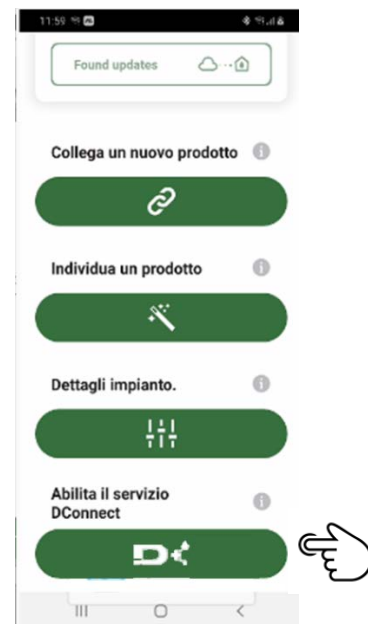 11:59
Found updates
Collega un nuovo prodotto
Individua un prodotto
Dettagli impianto.
Abilita il servizio
DConnect